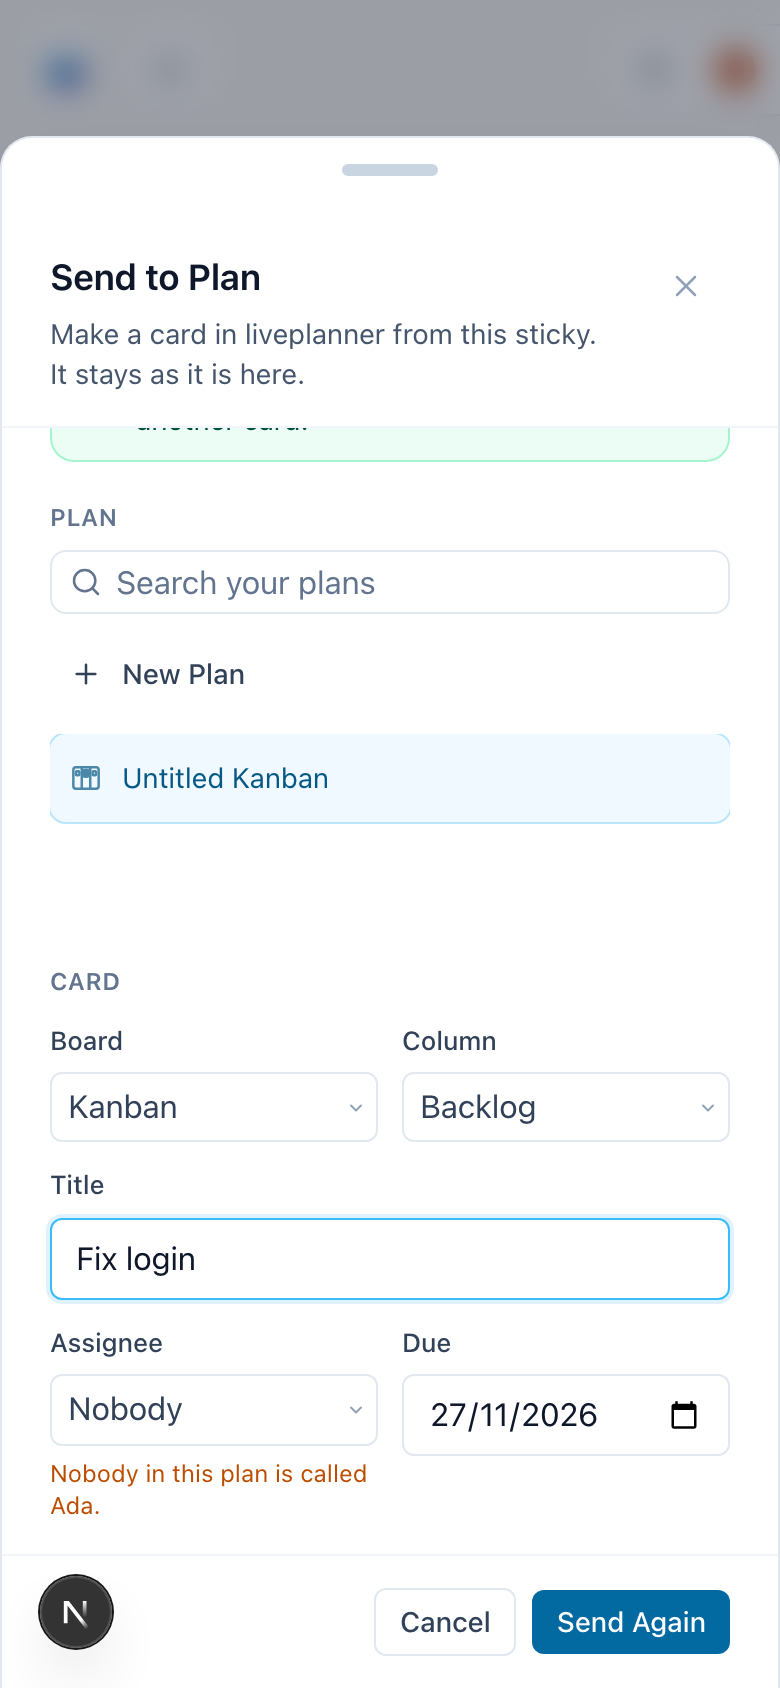 Send to Plan
Make a card in liveplanner from this sticky.
It stays as it is here.
another card.
PLAN
Search your plans
New Plan
Untitled Kanban
CARD
Board
Column
Kanban
Backlog
Title
Fix login
Assignee
Due
Nobody
27/11/2026
Nobody in this plan is called
Ada.
N
Cancel
Send Again